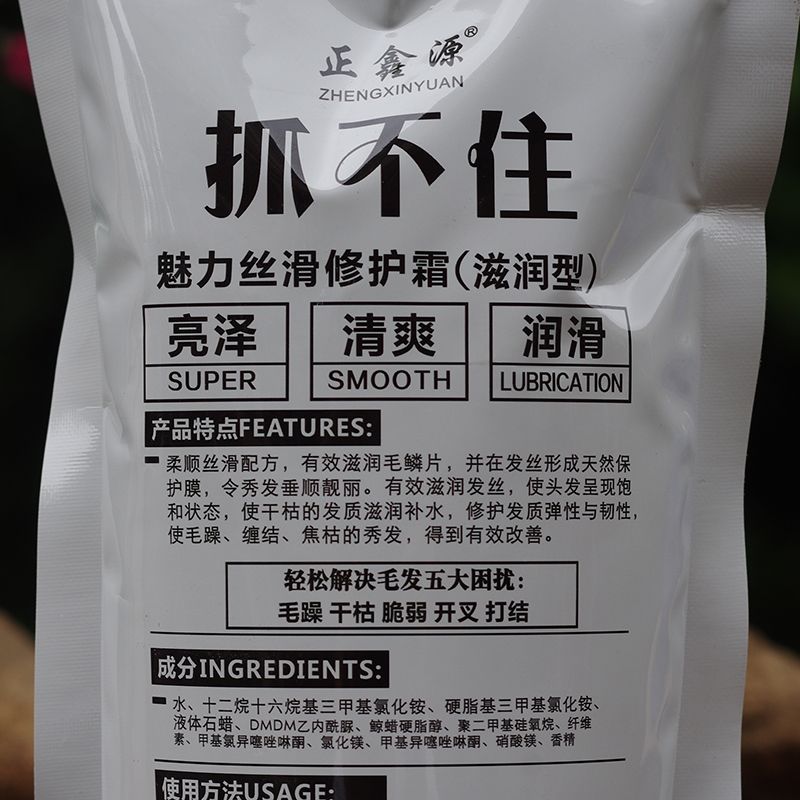 正鑫源®
ZHENGXINYUAN
抓不住
魅力丝滑修护霜(滋润型)
亮泽 清爽 润滑
SUPER SMOOTH LUBRICATION
产品特点FEATURES:
柔顺丝滑配方，有效滋润毛鳞片，并在发丝形成天然保
护膜，令秀发垂顺靓丽。有效滋润发丝，使头发呈现饱
和状态，使干枯的发质滋润补水，修护发质弹性与韧性，
使毛躁、缠结、焦枯的秀发，得到有效改善。
轻松解决毛发五大困扰：
毛躁 干枯 脆弱 开叉 打结
成分INGREDIENTS:
水、十二烷十六烷基三甲基氯化铵、硬脂基三甲基氯化铵、
液体石蜡、DMDM乙内酰脲、鲸蜡硬脂醇、聚二甲基硅氧烷、纤维
素、甲基氯异噻唑啉酮、氯化镁、甲基异噻唑啉酮、硝酸镁、香精
使用方法USAGE: